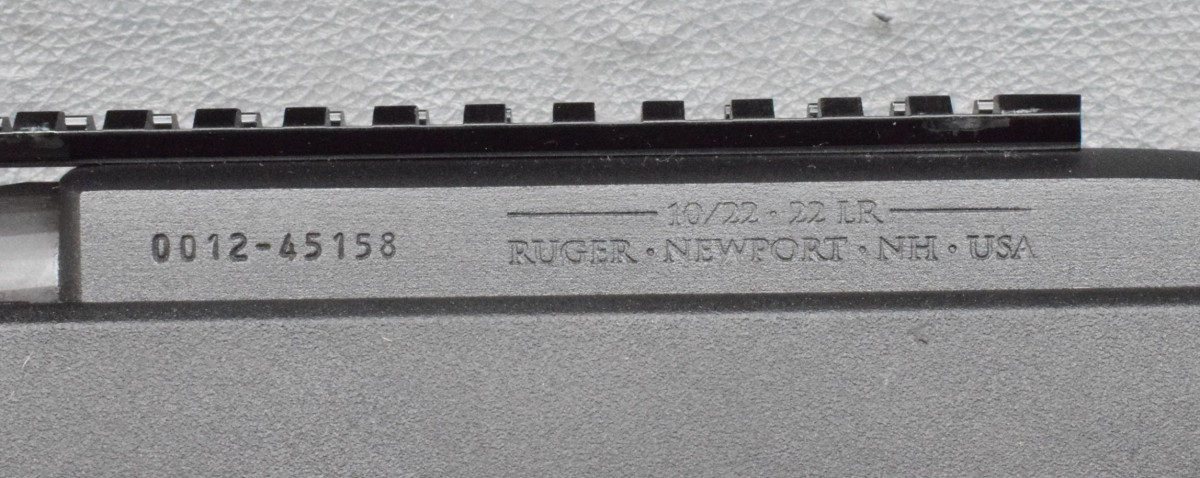 0012-45158
10/22 · 22 LR
RUGER · NEWPORT · NH · USA